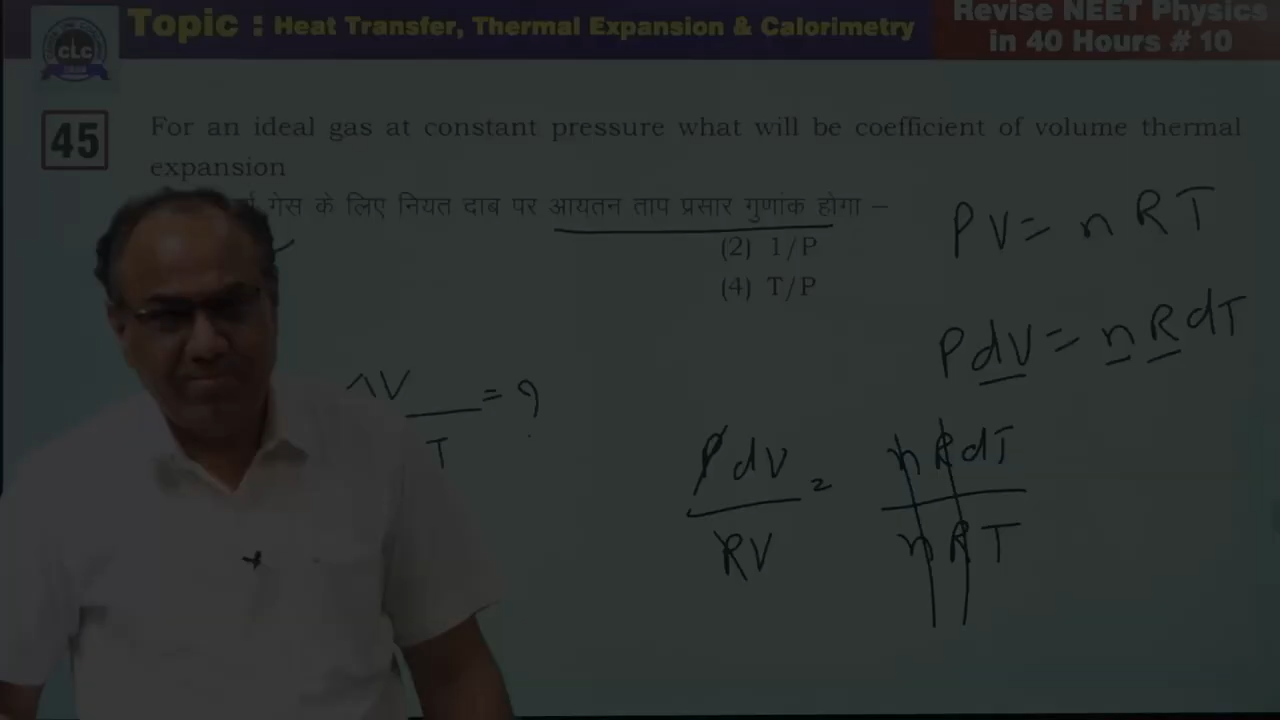 Topic : Heat Transfer, Thermal Expansion & Calorimetry
Revise NEET Physics
in 40 Hours # 10
CLC
45
For an ideal gas at constant pressure what will be coefficient of volume thermal
expansion
गेस के लिए नियत दाब पर आयतन ताप प्रसार गुणांक होगा –
(2) 1/P
(4) T/P
PV = nRT
PdV = nRdT
V = ?
T
PdV = nRdT
PV nRT